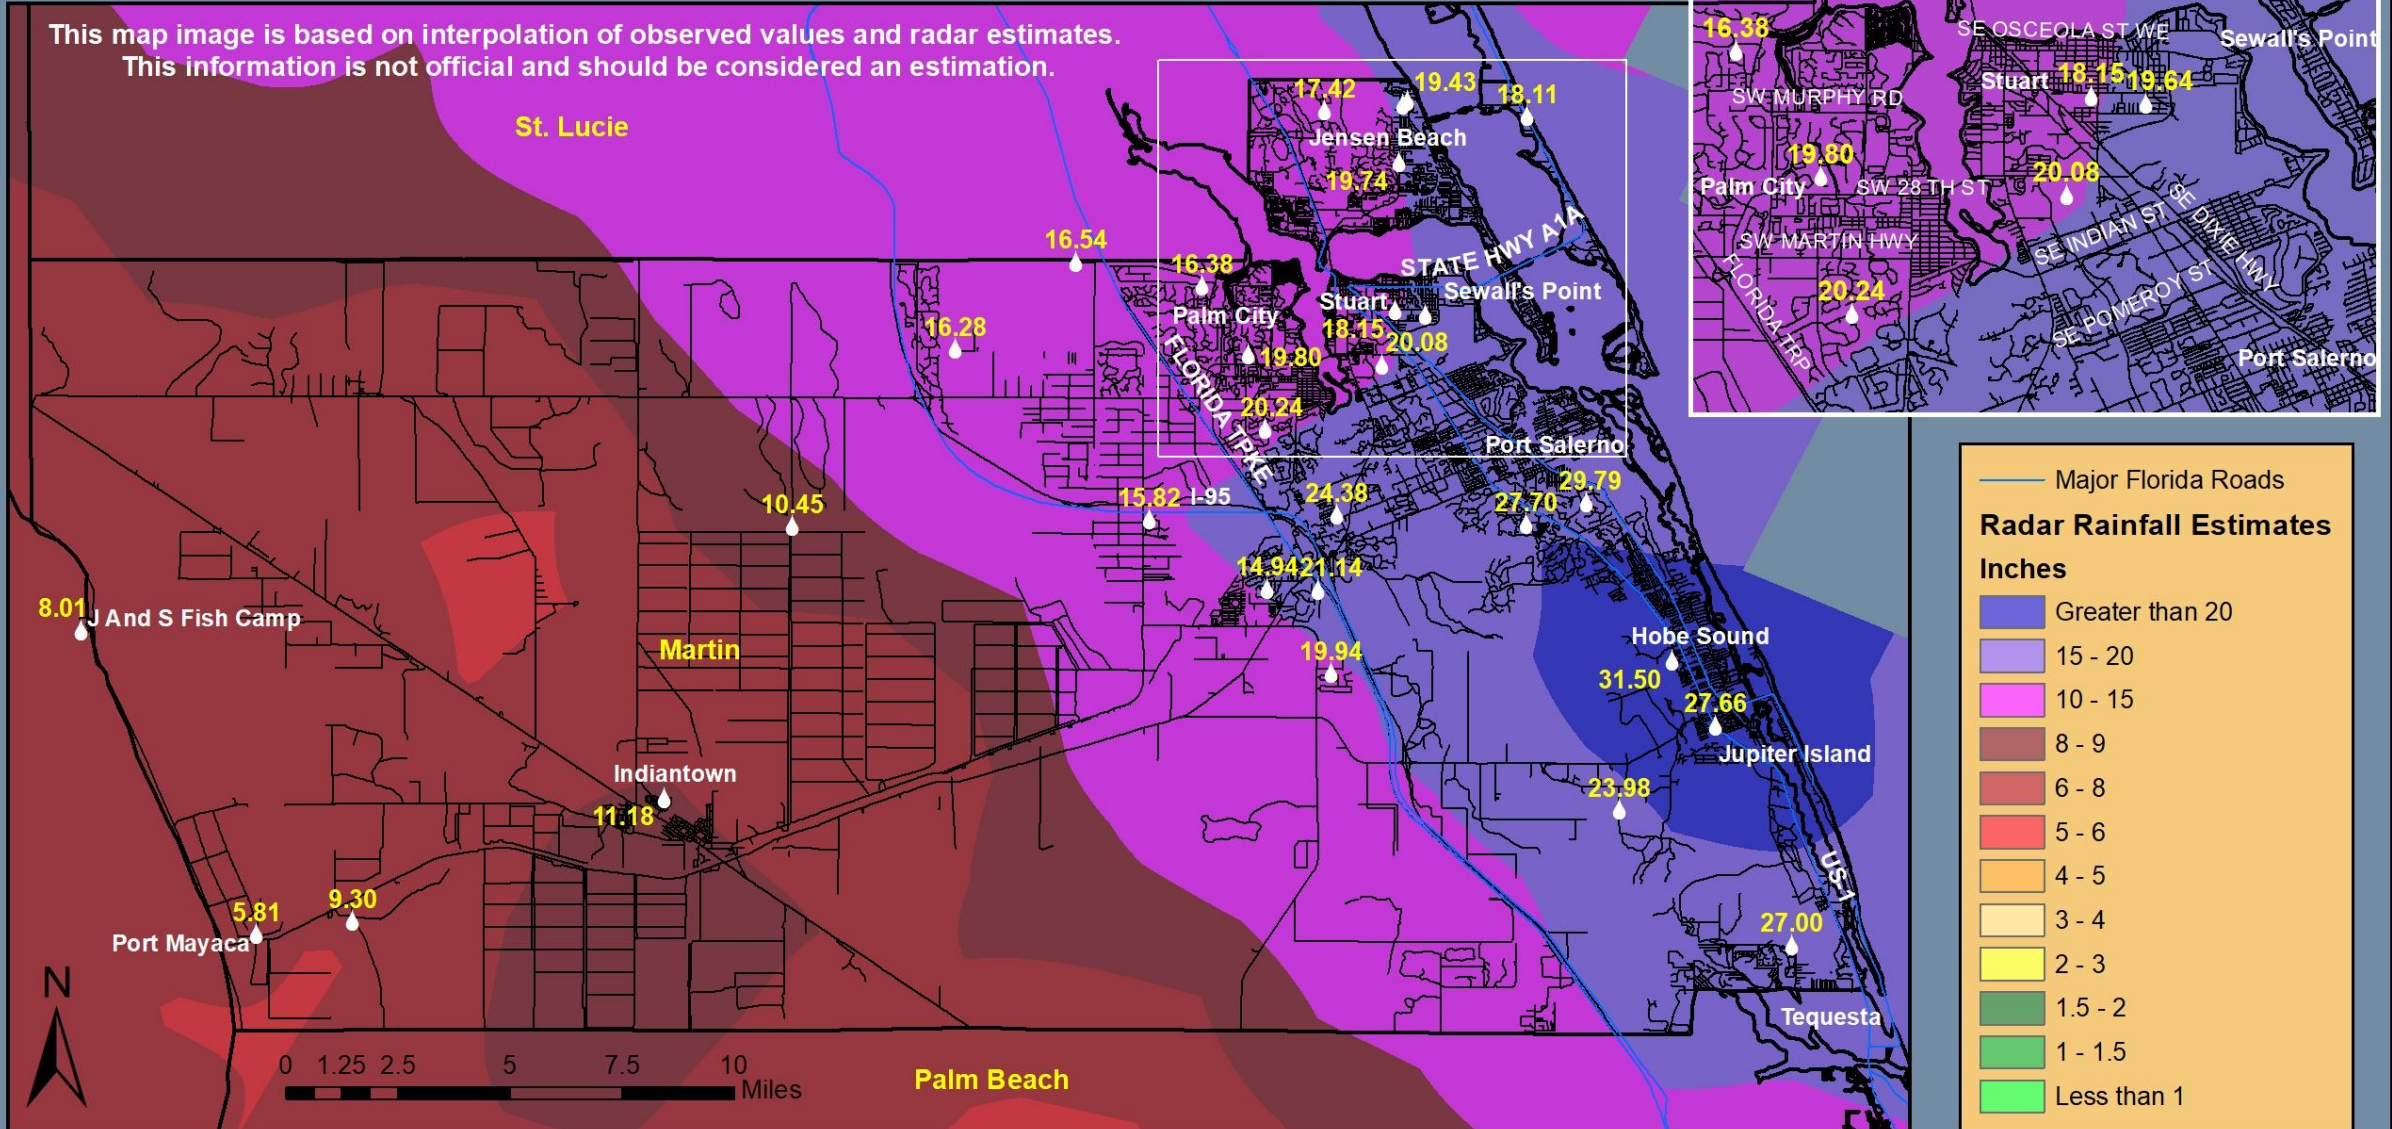 This map image is based on interpolation of observed values and radar estimates.
This information is not official and should be considered an estimation.
St. Lucie
17.42
19.43
18.11
Jensen Beach
19.74
STATE HWY A1A
16.54
16.38
Sewall's Point
Stuart
Palm City
18.15
20.08
16.28
19.80
FLORIDA TPKE
20.24
Port Salerno
29.79
27.70
24.38
15.82
I-95
10.45
14.94
21.14
8.01
J And S Fish Camp
Martin
19.94
Hobe Sound
31.50
27.66
Jupiter Island
Indiantown
11.18
23.98
US-1
5.81
9.30
Port Mayaca
27.00
Tequesta
N
0 1.25 2.5 5 7.5 10
Miles
Palm Beach
16.38
SE OSCEOLA ST WE
Sewall's Point
Stuart
18.15
19.64
SW MURPHY RD
19.80
Palm City
SW 28 TH ST
20.08
SE DIXIE HWY
SE INDIAN ST
SW MARTIN HWY
FLORIDA TRP
20.24
SE POMEROY ST
Port Salerno
Major Florida Roads
Radar Rainfall Estimates
Inches
Greater than 20
15 - 20
10 - 15
8 - 9
6 - 8
5 - 6
4 - 5
3 - 4
2 - 3
1.5 - 2
1 - 1.5
Less than 1